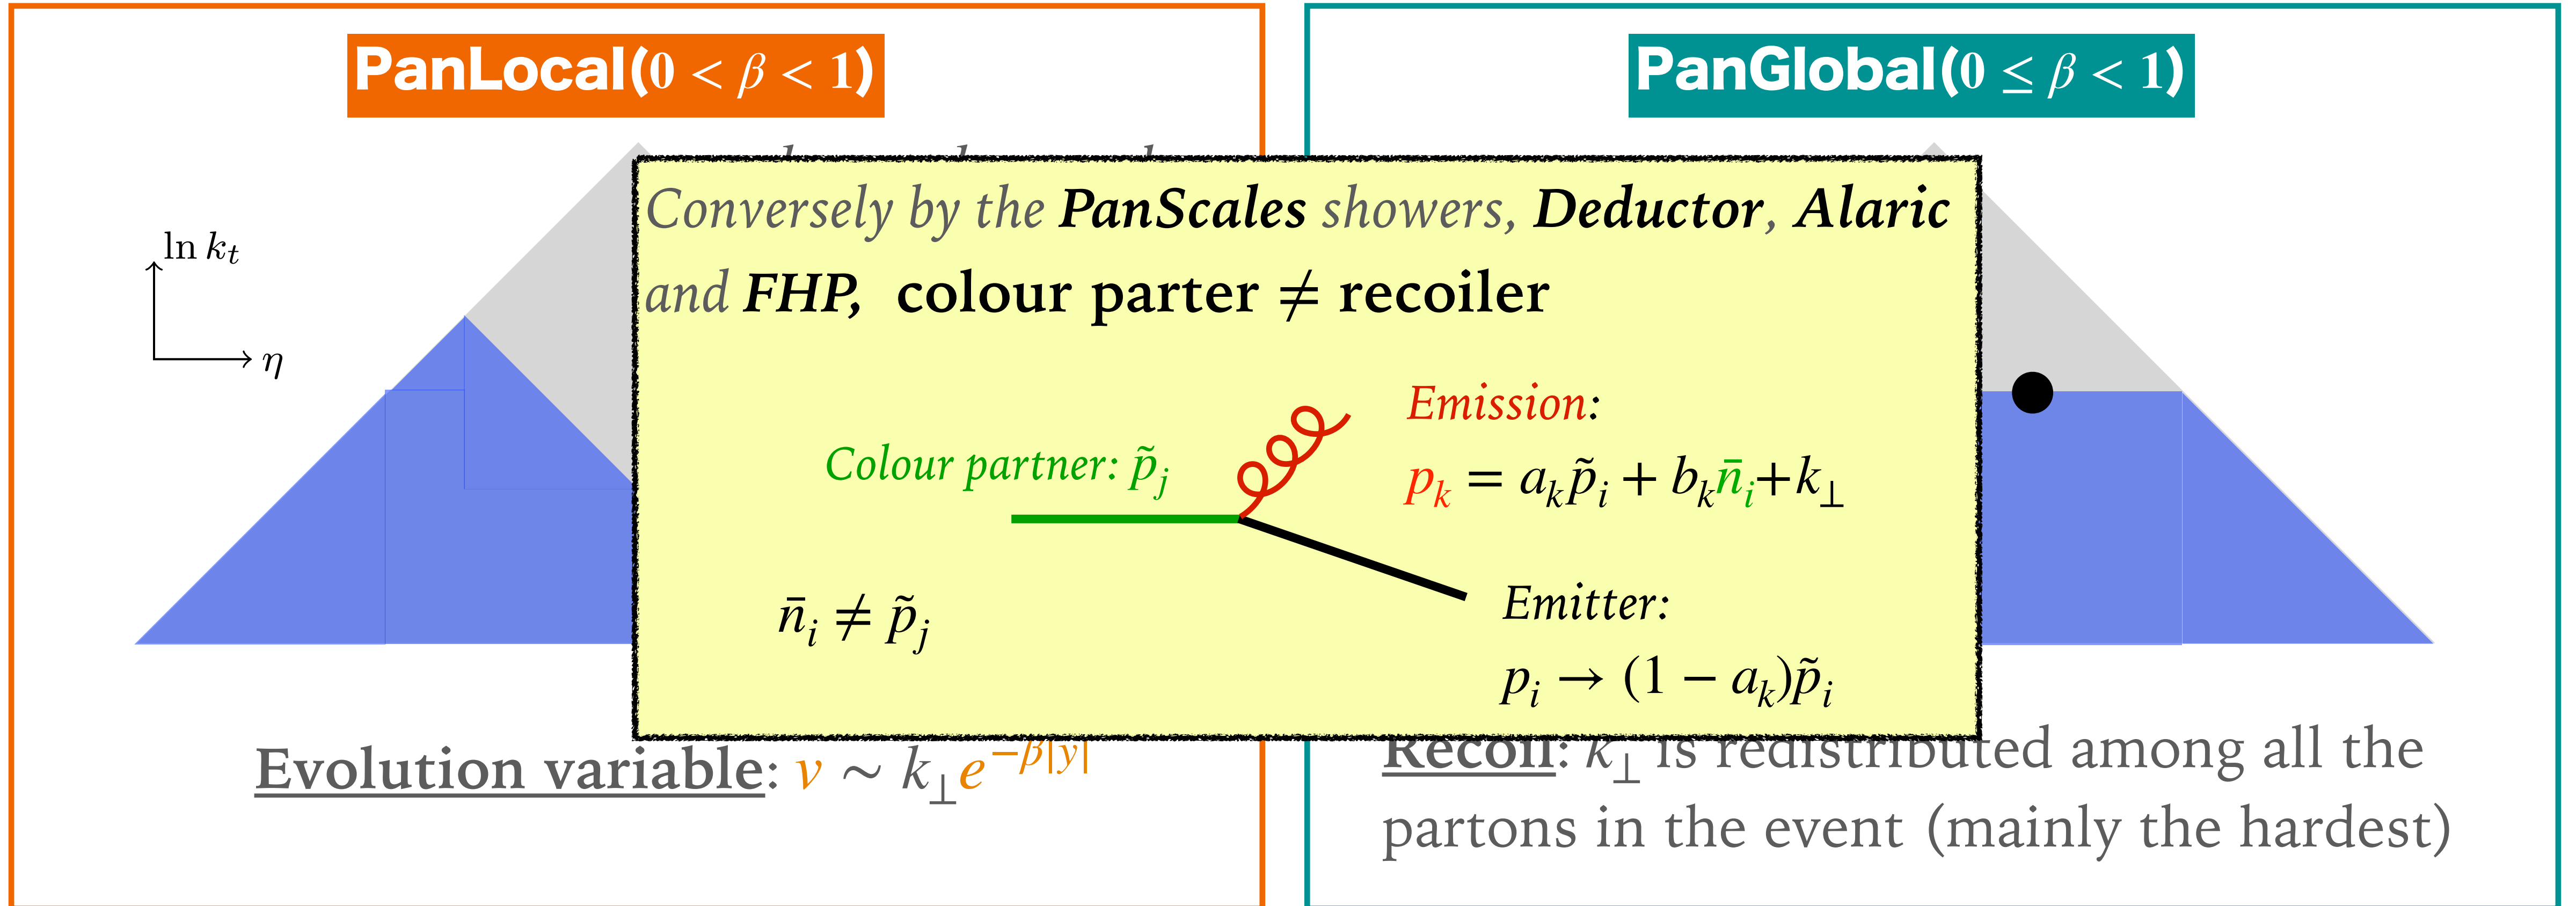 PanLocal(0 < β < 1)
PanGlobal(0 ≤ β < 1)
ln k_t
η
Conversely by the PanScales showers, Deductor, Alaric
and FHP, colour parter ≠ recoiler
Emission:
Colour partner: p̃_j
p_k = a_k p̃_i + b_k n̄_i+k_⊥
n̄_i ≠ p̃_j
Emitter:
p_i → (1 − a_k)p̃_i
Evolution variable: v ∼ k_⊥e^{−β|y|}
Recoil: k_⊥ is redistributed among all the
partons in the event (mainly the hardest)